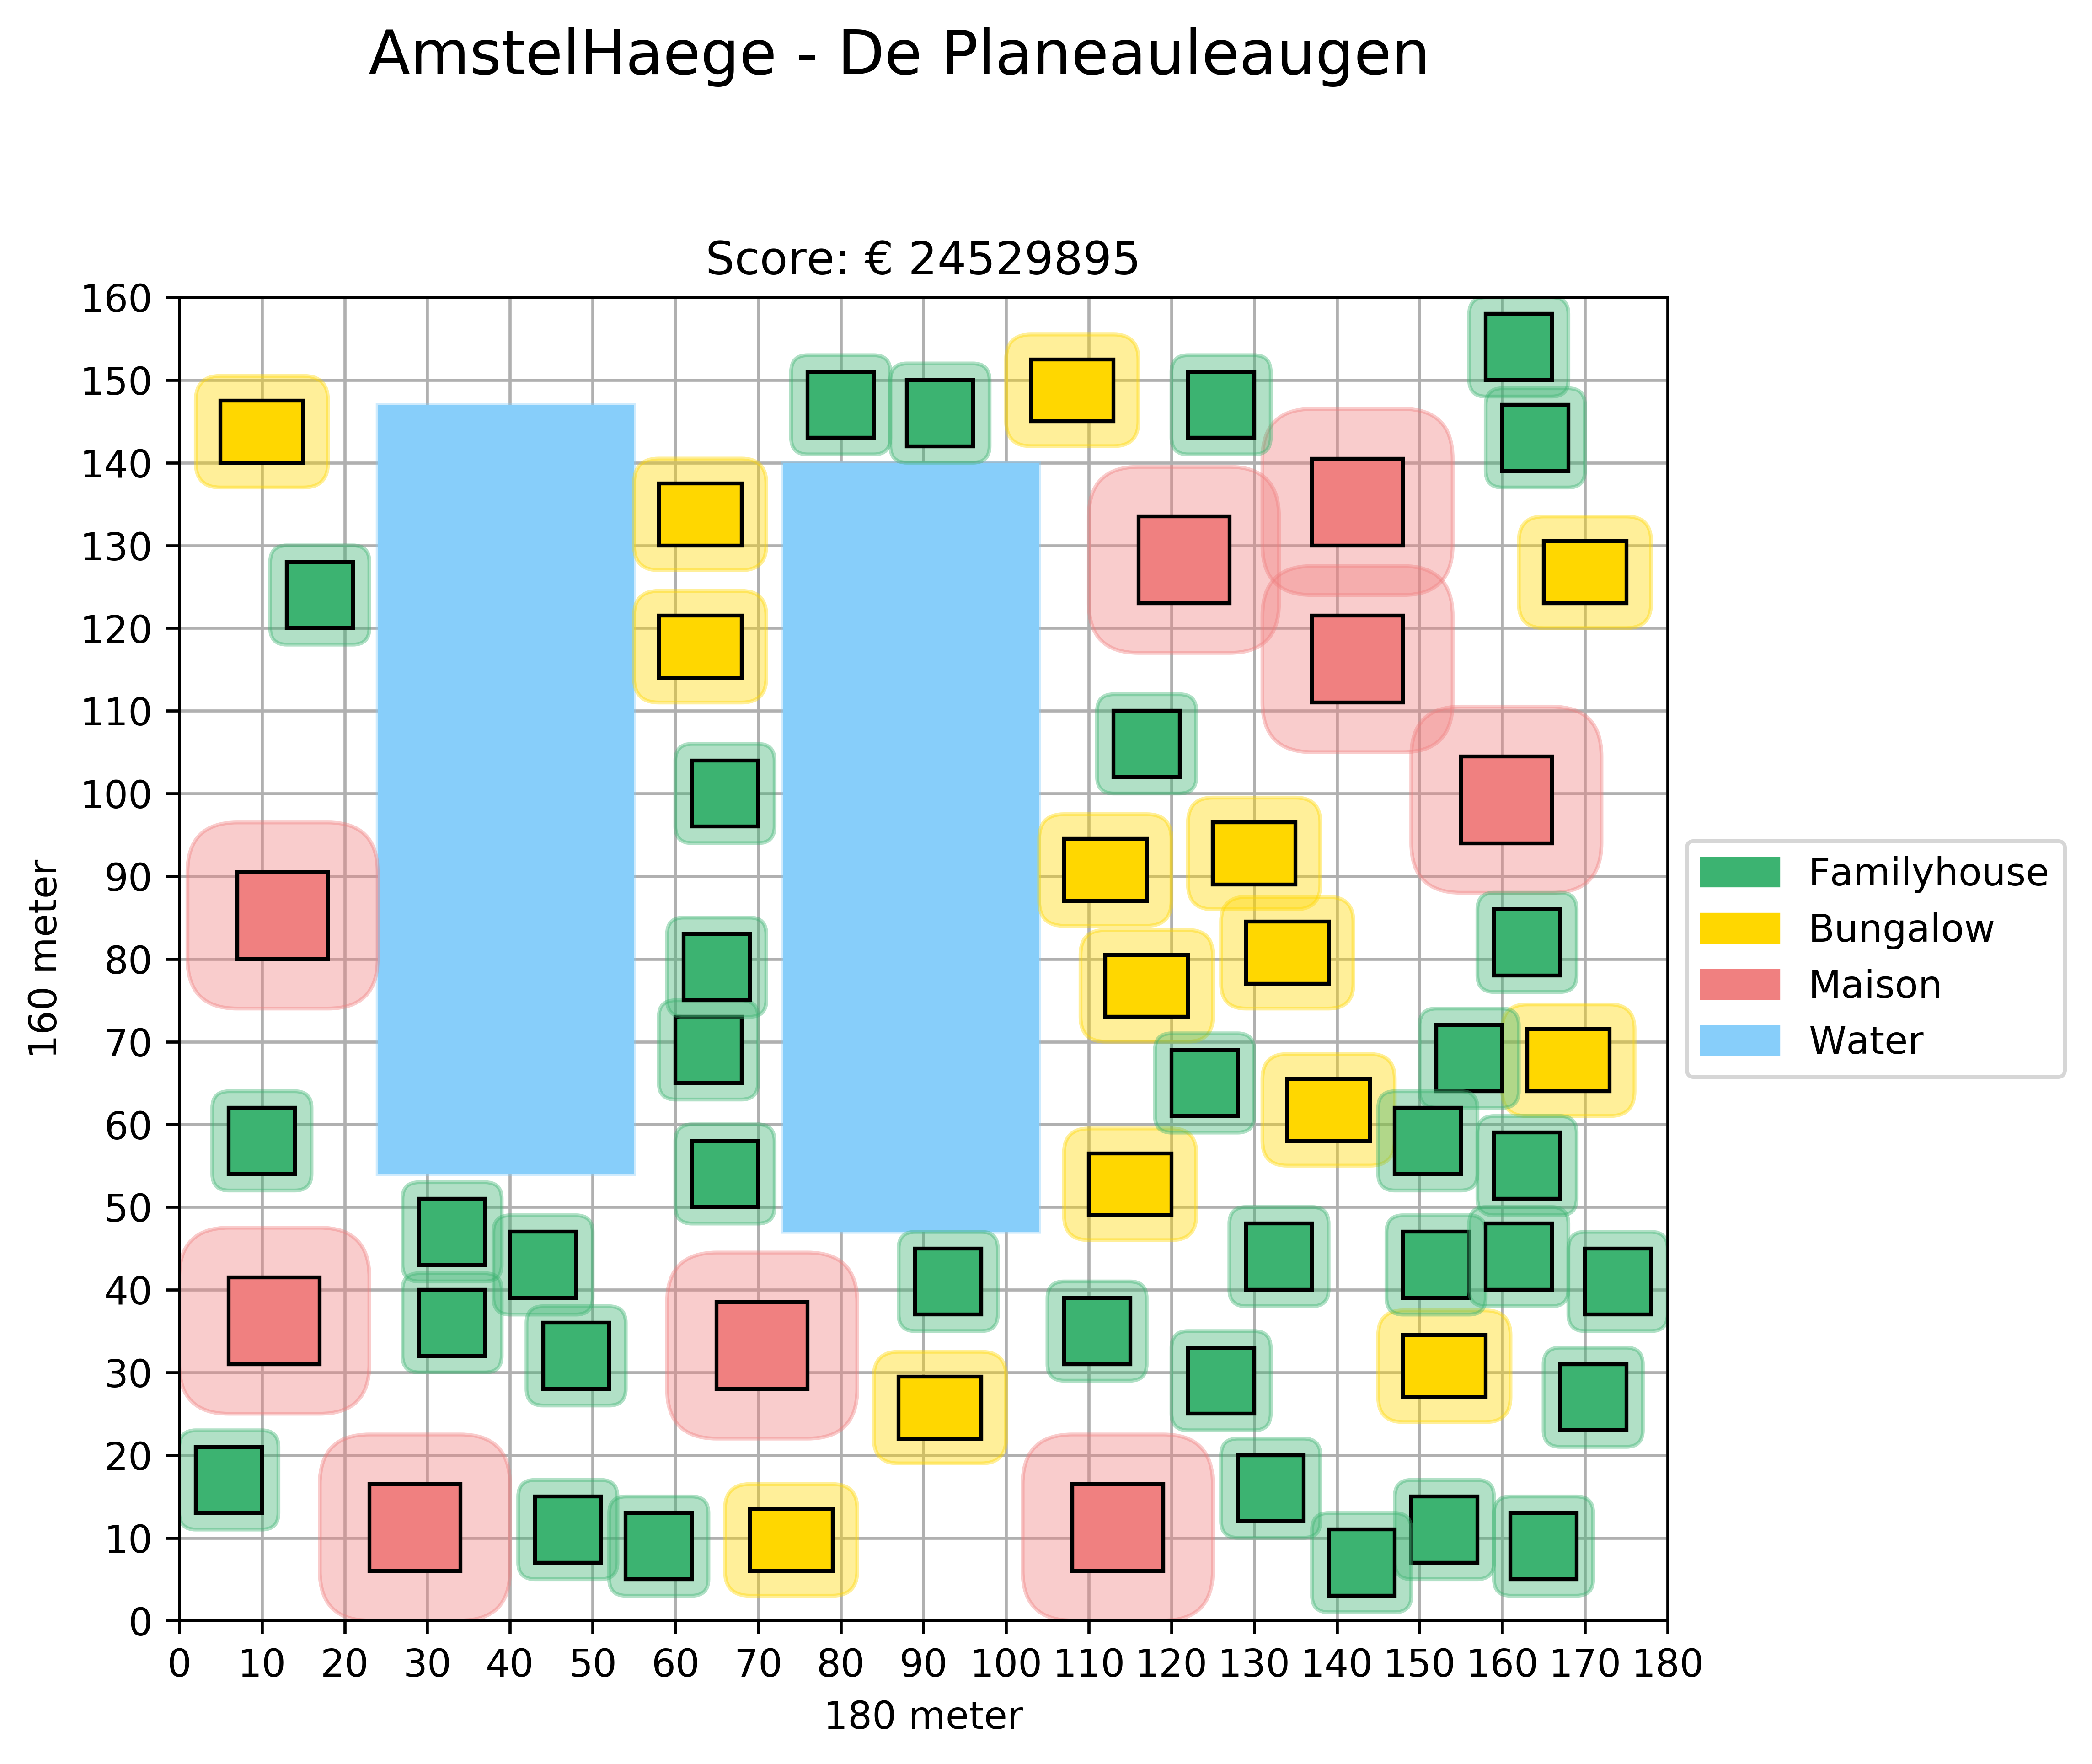 AmstelHaege - De Planeauleaugen
Score: € 24529895
160
150
140
130
120
110
100
90
80
70
60
50
40
30
20
10
0
160 meter
0 10 20 30 40 50 60 70 80 90 100 110 120 130 140 150 160 170 180
180 meter
Familyhouse
Bungalow
Maison
Water